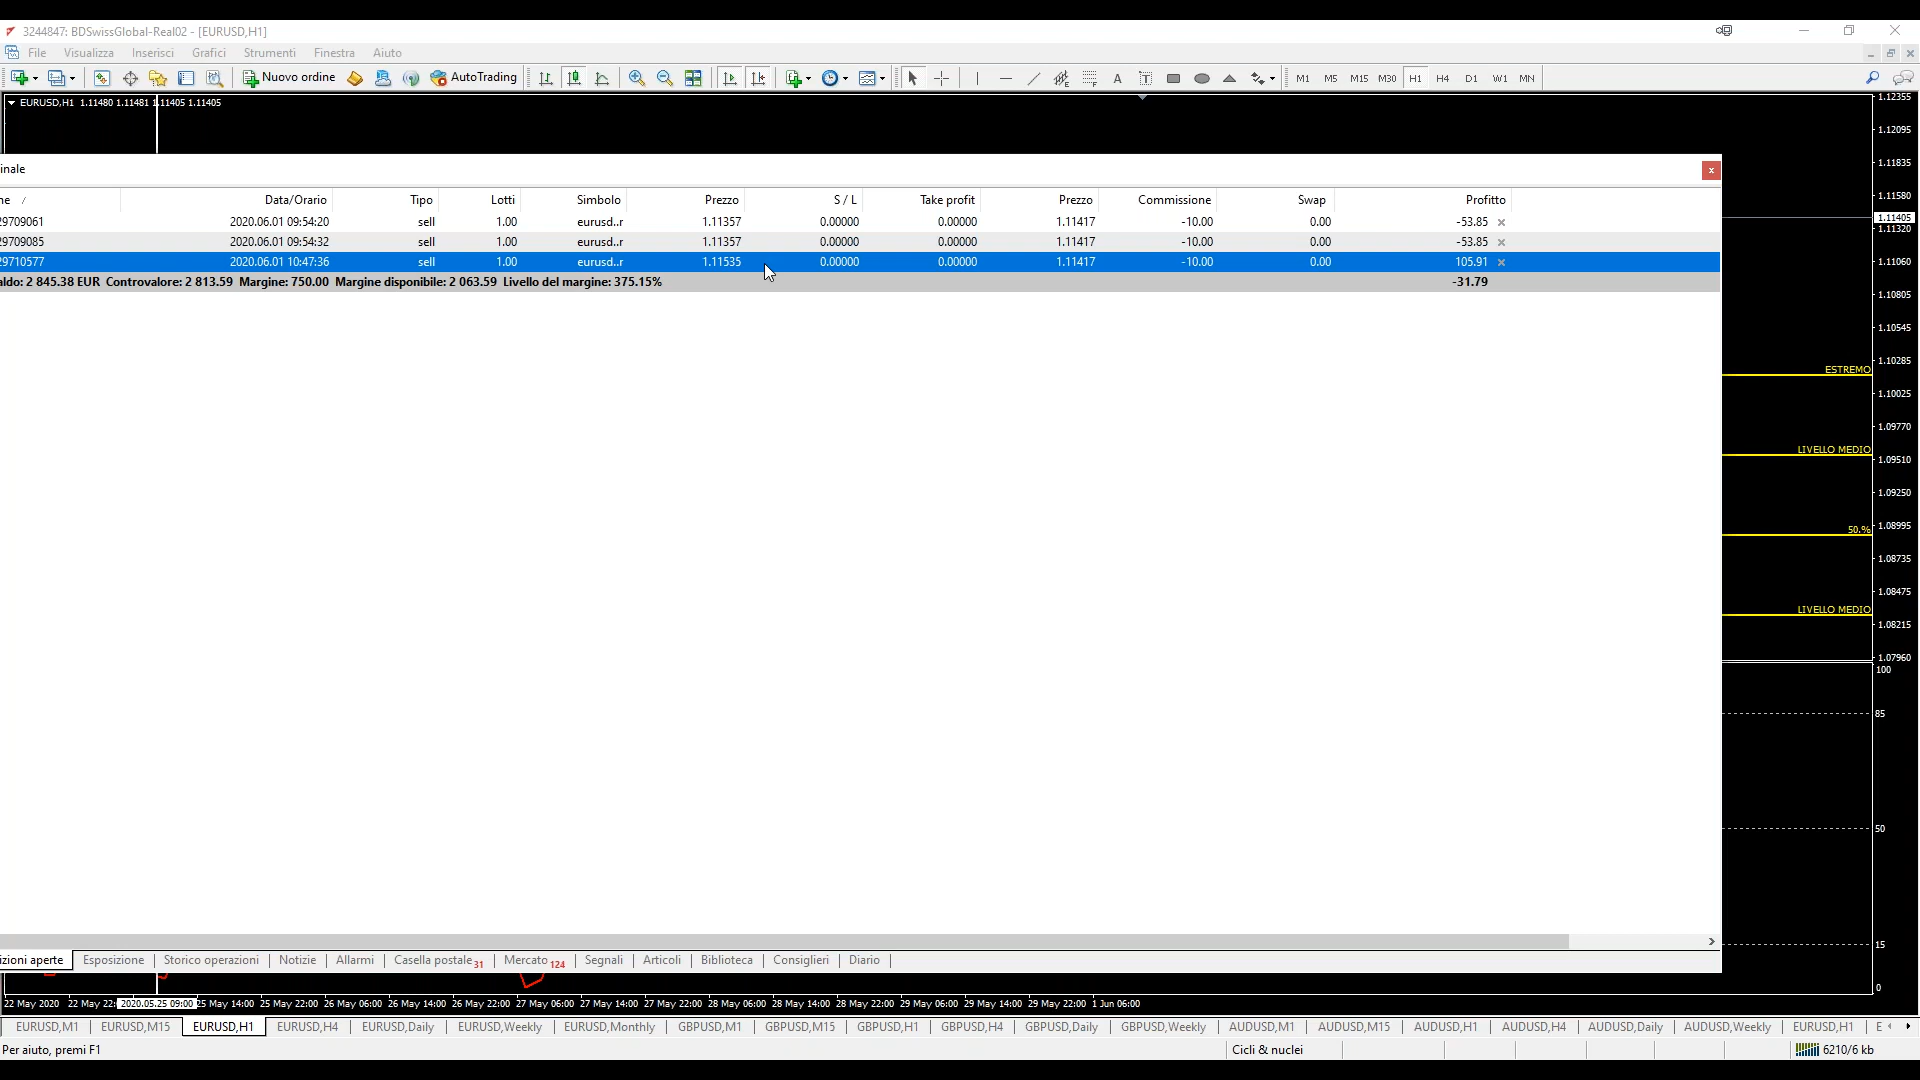 3244847: BDSwissGlobal-Real02 - [EURUSD,H1]
File Visualizza Inserisci Grafici Strumenti Finestra Aiuto
Nuovo ordine AutoTrading A T M1 M5 M15 M30 H1 H4 D1 W1 MN
EURUSD,H1 1.11480 1.11481 1.11405 1.11405
1.12355
1.12095
1.11835
1.11580
1.11405
1.11320
1.11060
1.10805
1.10545
1.10285
1.10025
1.09770
1.09510
1.09250
1.08995
1.08735
1.08475
1.08215
1.07960
100
85
50
15
0
inale
ne / Data/Orario Tipo Lotti Simbolo Prezzo S / L Take profit Prezzo Commissione Swap Profitto
29709061 2020.06.01 09:54:20 sell 1.00 eurusd..r 1.11357 0.00000 0.00000 1.11417 -10.00 0.00 -53.85
29709085 2020.06.01 09:54:32 sell 1.00 eurusd..r 1.11357 0.00000 0.00000 1.11417 -10.00 0.00 -53.85
29710577 2020.06.01 10:47:36 sell 1.00 eurusd..r 1.11535 0.00000 0.00000 1.11417 -10.00 0.00 105.91
aldo: 2 845.38 EUR Controvalore: 2 813.59 Margine: 750.00 Margine disponibile: 2 063.59 Livello del margine: 375.15% -31.79
ESTREMO
LIVELLO MEDIO
50.%
LIVELLO MEDIO
izioni aperte Esposizione Storico operazioni Notizie Allarmi Casella postale 31 Mercato 124 Segnali Articoli Biblioteca Consiglieri Diario
22 May 2020 22 May 22: 2020.05.25 09:00 25 May 14:00 25 May 22:00 26 May 06:00 26 May 14:00 26 May 22:00 27 May 06:00 27 May 14:00 27 May 22:00 28 May 06:00 28 May 14:00 28 May 22:00 29 May 06:00 29 May 14:00 29 May 22:00 1 Jun 06:00
EURUSD,M1 EURUSD,M15 EURUSD,H1 EURUSD,H4 EURUSD,Daily EURUSD,Weekly EURUSD,Monthly GBPUSD,M1 GBPUSD,M15 GBPUSD,H1 GBPUSD,H4 GBPUSD,Daily GBPUSD,Weekly AUDUSD,M1 AUDUSD,M15 AUDUSD,H1 AUDUSD,H4 AUDUSD,Daily AUDUSD,Weekly EURUSD,H1 E
Per aiuto, premi F1 Cicli & nuclei 6210/6 kb